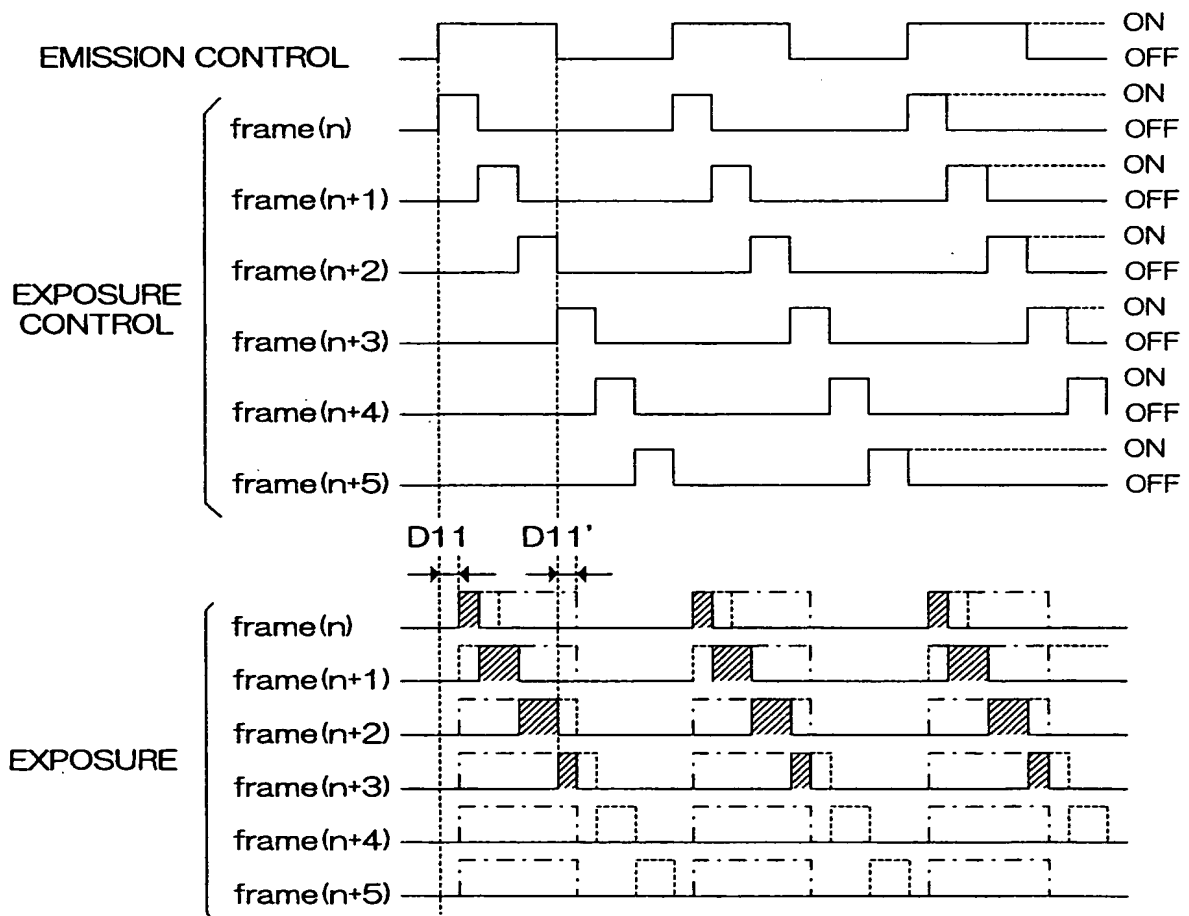 EMISSION CONTROL
ON
OFF
EXPOSURE
CONTROL
frame(n)
ON
OFF
frame(n+1)
ON
OFF
frame(n+2)
ON
OFF
frame(n+3)
ON
OFF
frame(n+4)
ON
OFF
frame(n+5)
ON
OFF
D11 D11'
EXPOSURE
frame(n)
frame(n+1)
frame(n+2)
frame(n+3)
frame(n+4)
frame(n+5)